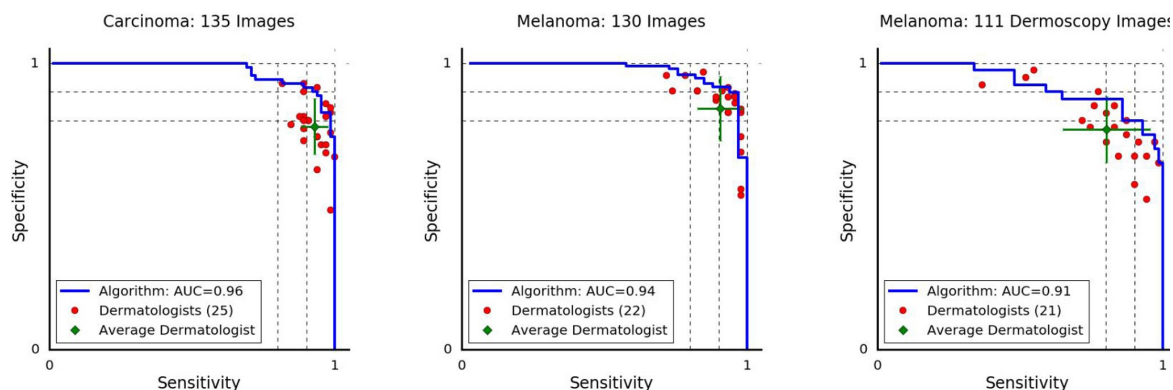 Carcinoma: 135 Images
1
Specificity
0
Algorithm: AUC=0.96
Dermatologists (25)
Average Dermatologist
0
1
Sensitivity
Melanoma: 130 Images
1
Specificity
0
Algorithm: AUC=0.94
Dermatologists (22)
Average Dermatologist
0
1
Sensitivity
Melanoma: 111 Dermoscopy Images
1
Specificity
0
Algorithm: AUC=0.91
Dermatologists (21)
Average Dermatologist
0
1
Sensitivity